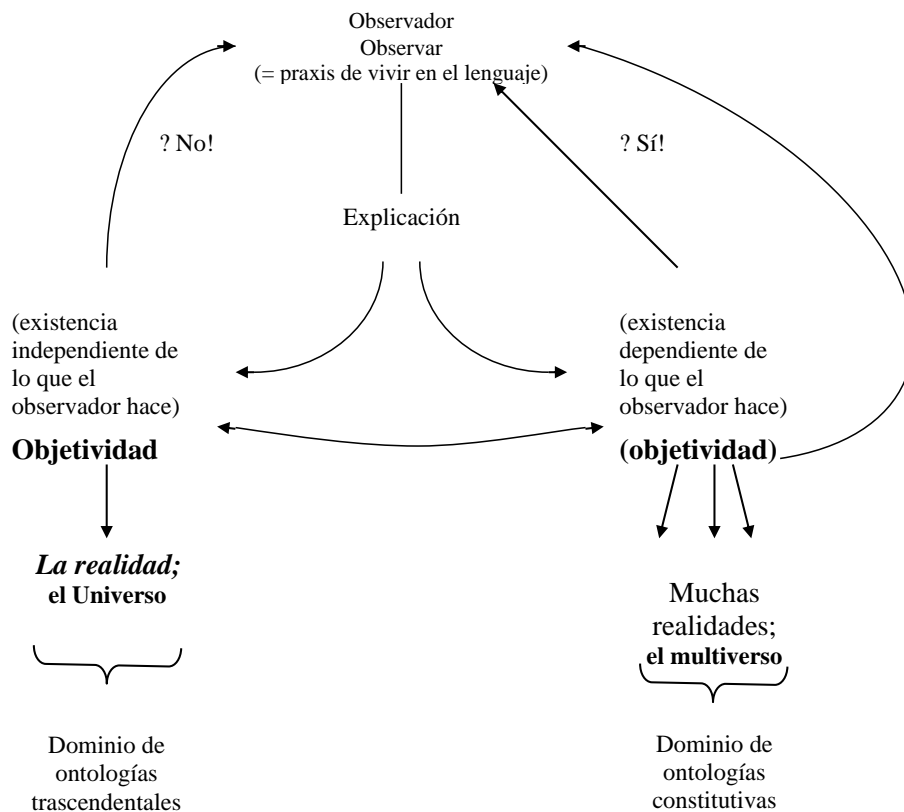 Observador
Observar
(= praxis de vivir en el lenguaje)
? No!
? Sí!
Explicación
(existencia
independiente de
lo que el
observador hace)
Objetividad
(existencia
dependiente de
lo que el
observador hace)
(objetividad)
La realidad;
el Universo
Muchas
realidades;
el multiverso
Dominio de
ontologías
trascendentales
Dominio de
ontologías
constitutivas